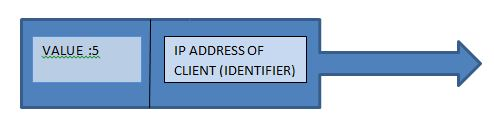 VALUE :5
IP ADDRESS OF
CLIENT (IDENTIFIER)